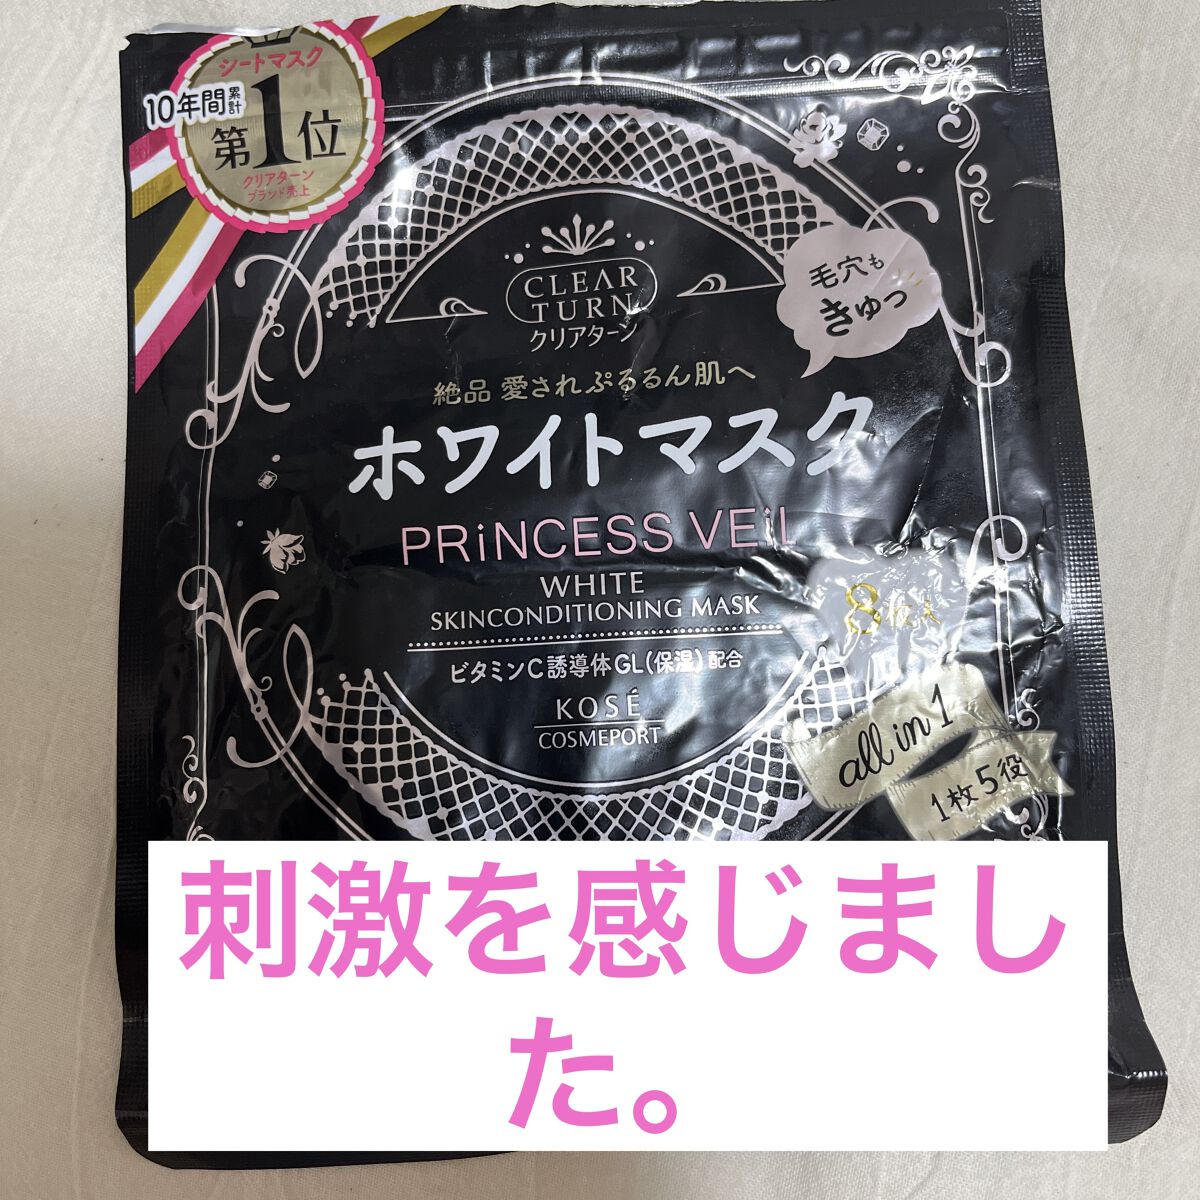 シートマスク
10年間累計
第1位
クリアターン
ブランド売上
CLEAR
TURN
クリアターン
毛穴も
きゅっ
絶品 愛されぷるるん肌へ
ホワイトマスク
PRiNCESS VEiL
WHITE
SKINCONDITIONING MASK
8枚入
ビタミンC誘導体GL(保湿)配合
KOSÉ
COSMEPORT
all in 1
1枚5役
刺激を感じまし
た。